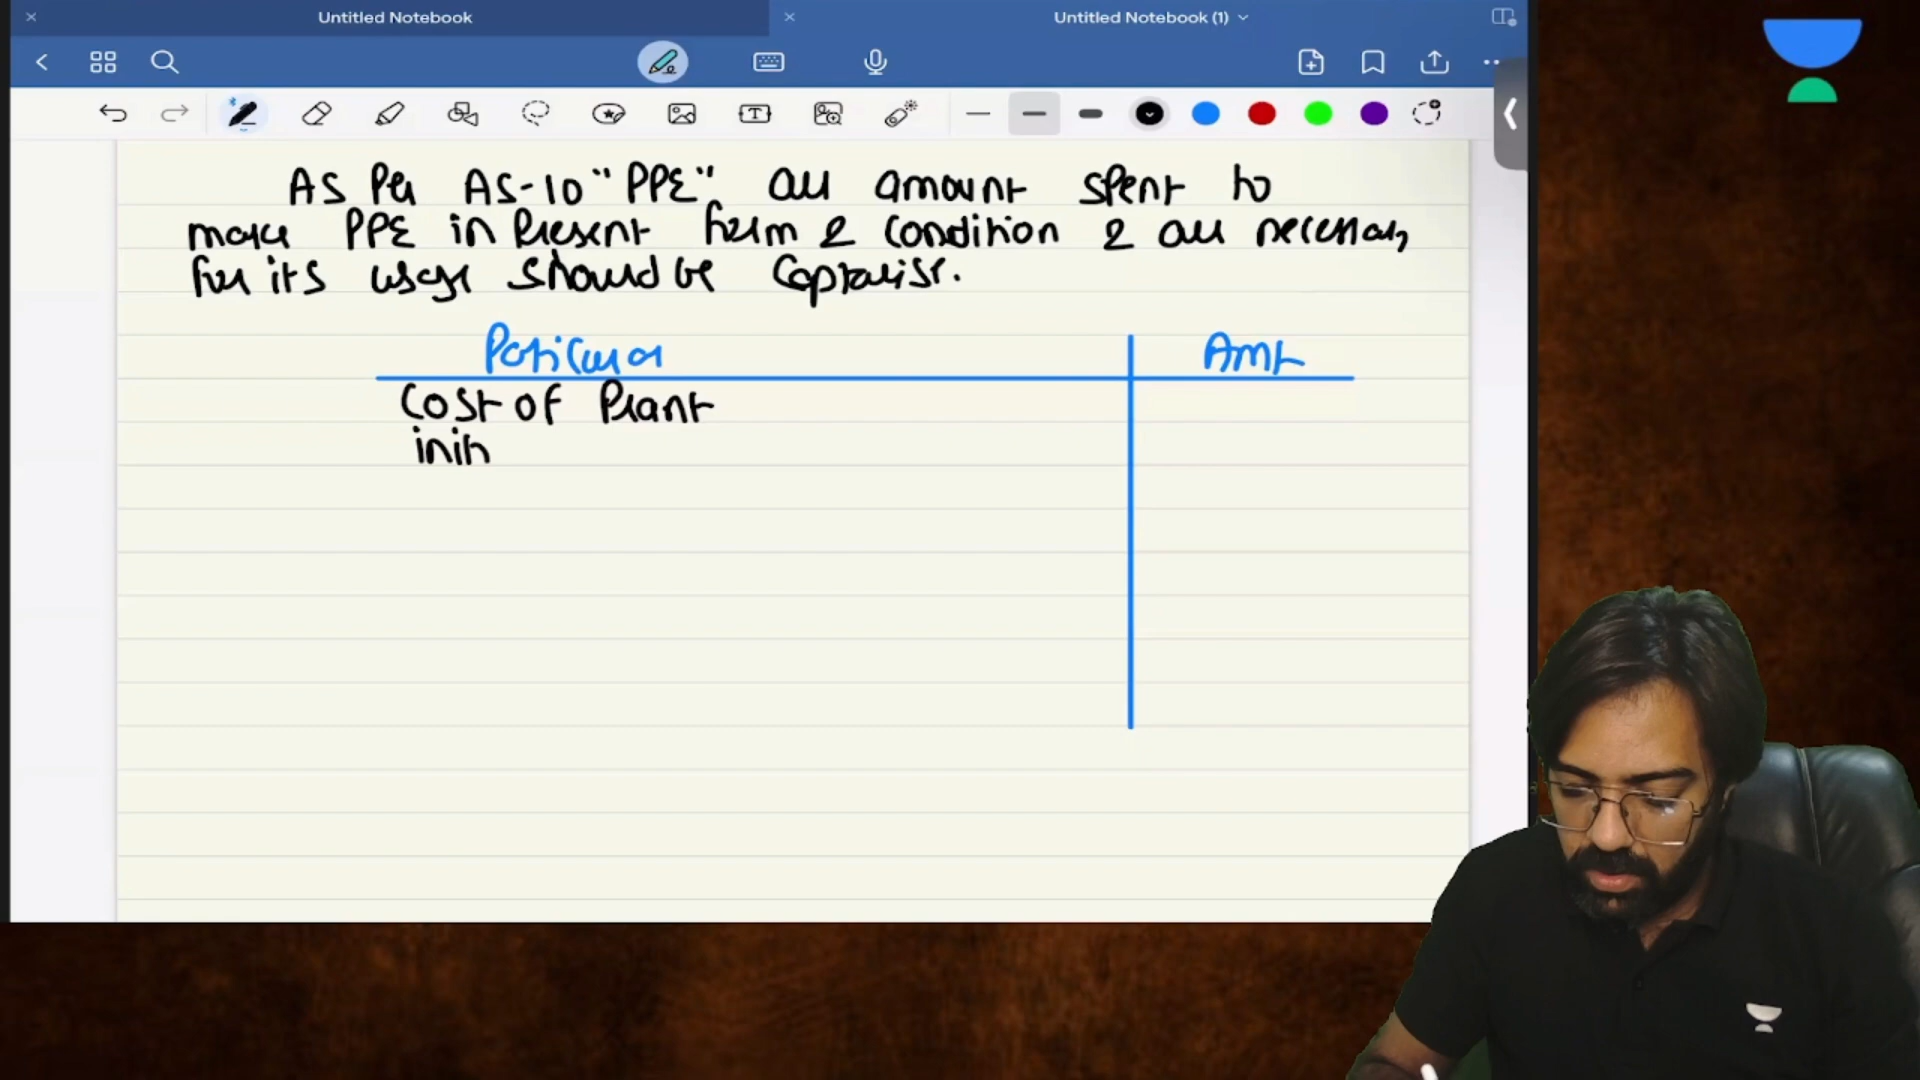 Untitled Notebook
Untitled Notebook (1)
As Per AS-10 "PPE" all amount spent to
make PPE in Present form & condition & all necessary
for its usage should be Capitalise.
Particular Amt
Cost of Plant
inih